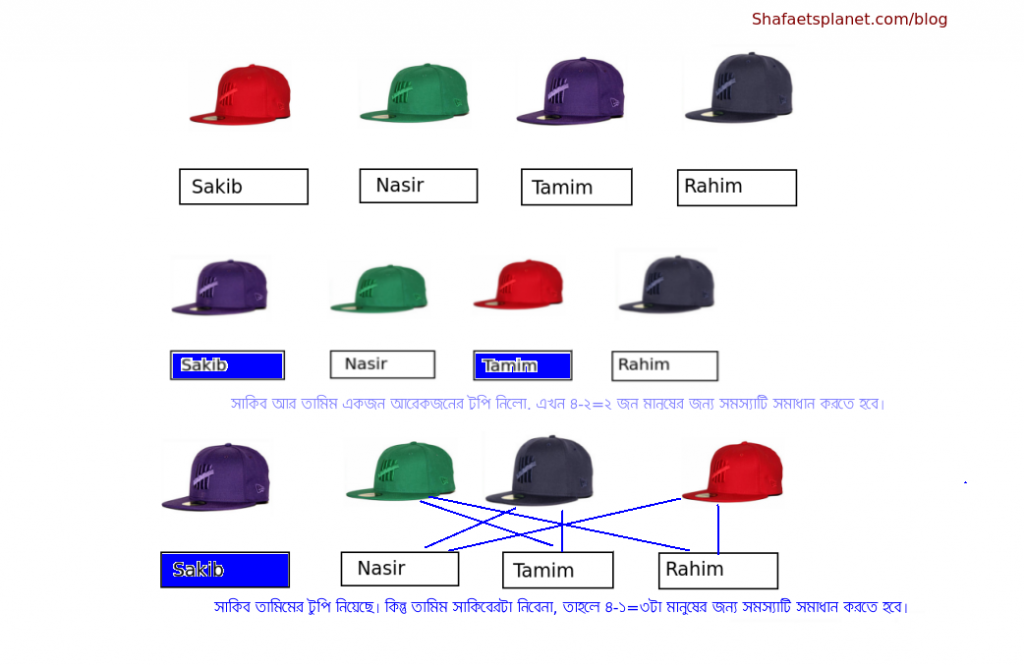 Shafaetsplanet.com/blog
Sakib Nasir Tamim Rahim
Sakib Nasir Tamim Rahim
সাকিব আর তামিম একজন আরেকজনের টপি নিলো. এখন ৪-২=২ জন মানষের জন্য সমস্যাটি সমাধান করতে হবে।
Sakib Nasir Tamim Rahim
সাকিব তামিমের টুপি নিয়েছে। কিন্তু তামিম সাকিবেরটা নিবেনা, তাহলে ৪-১=৩টা মানুষের জন্য সমস্যাটি সমাধান করতে হবে।